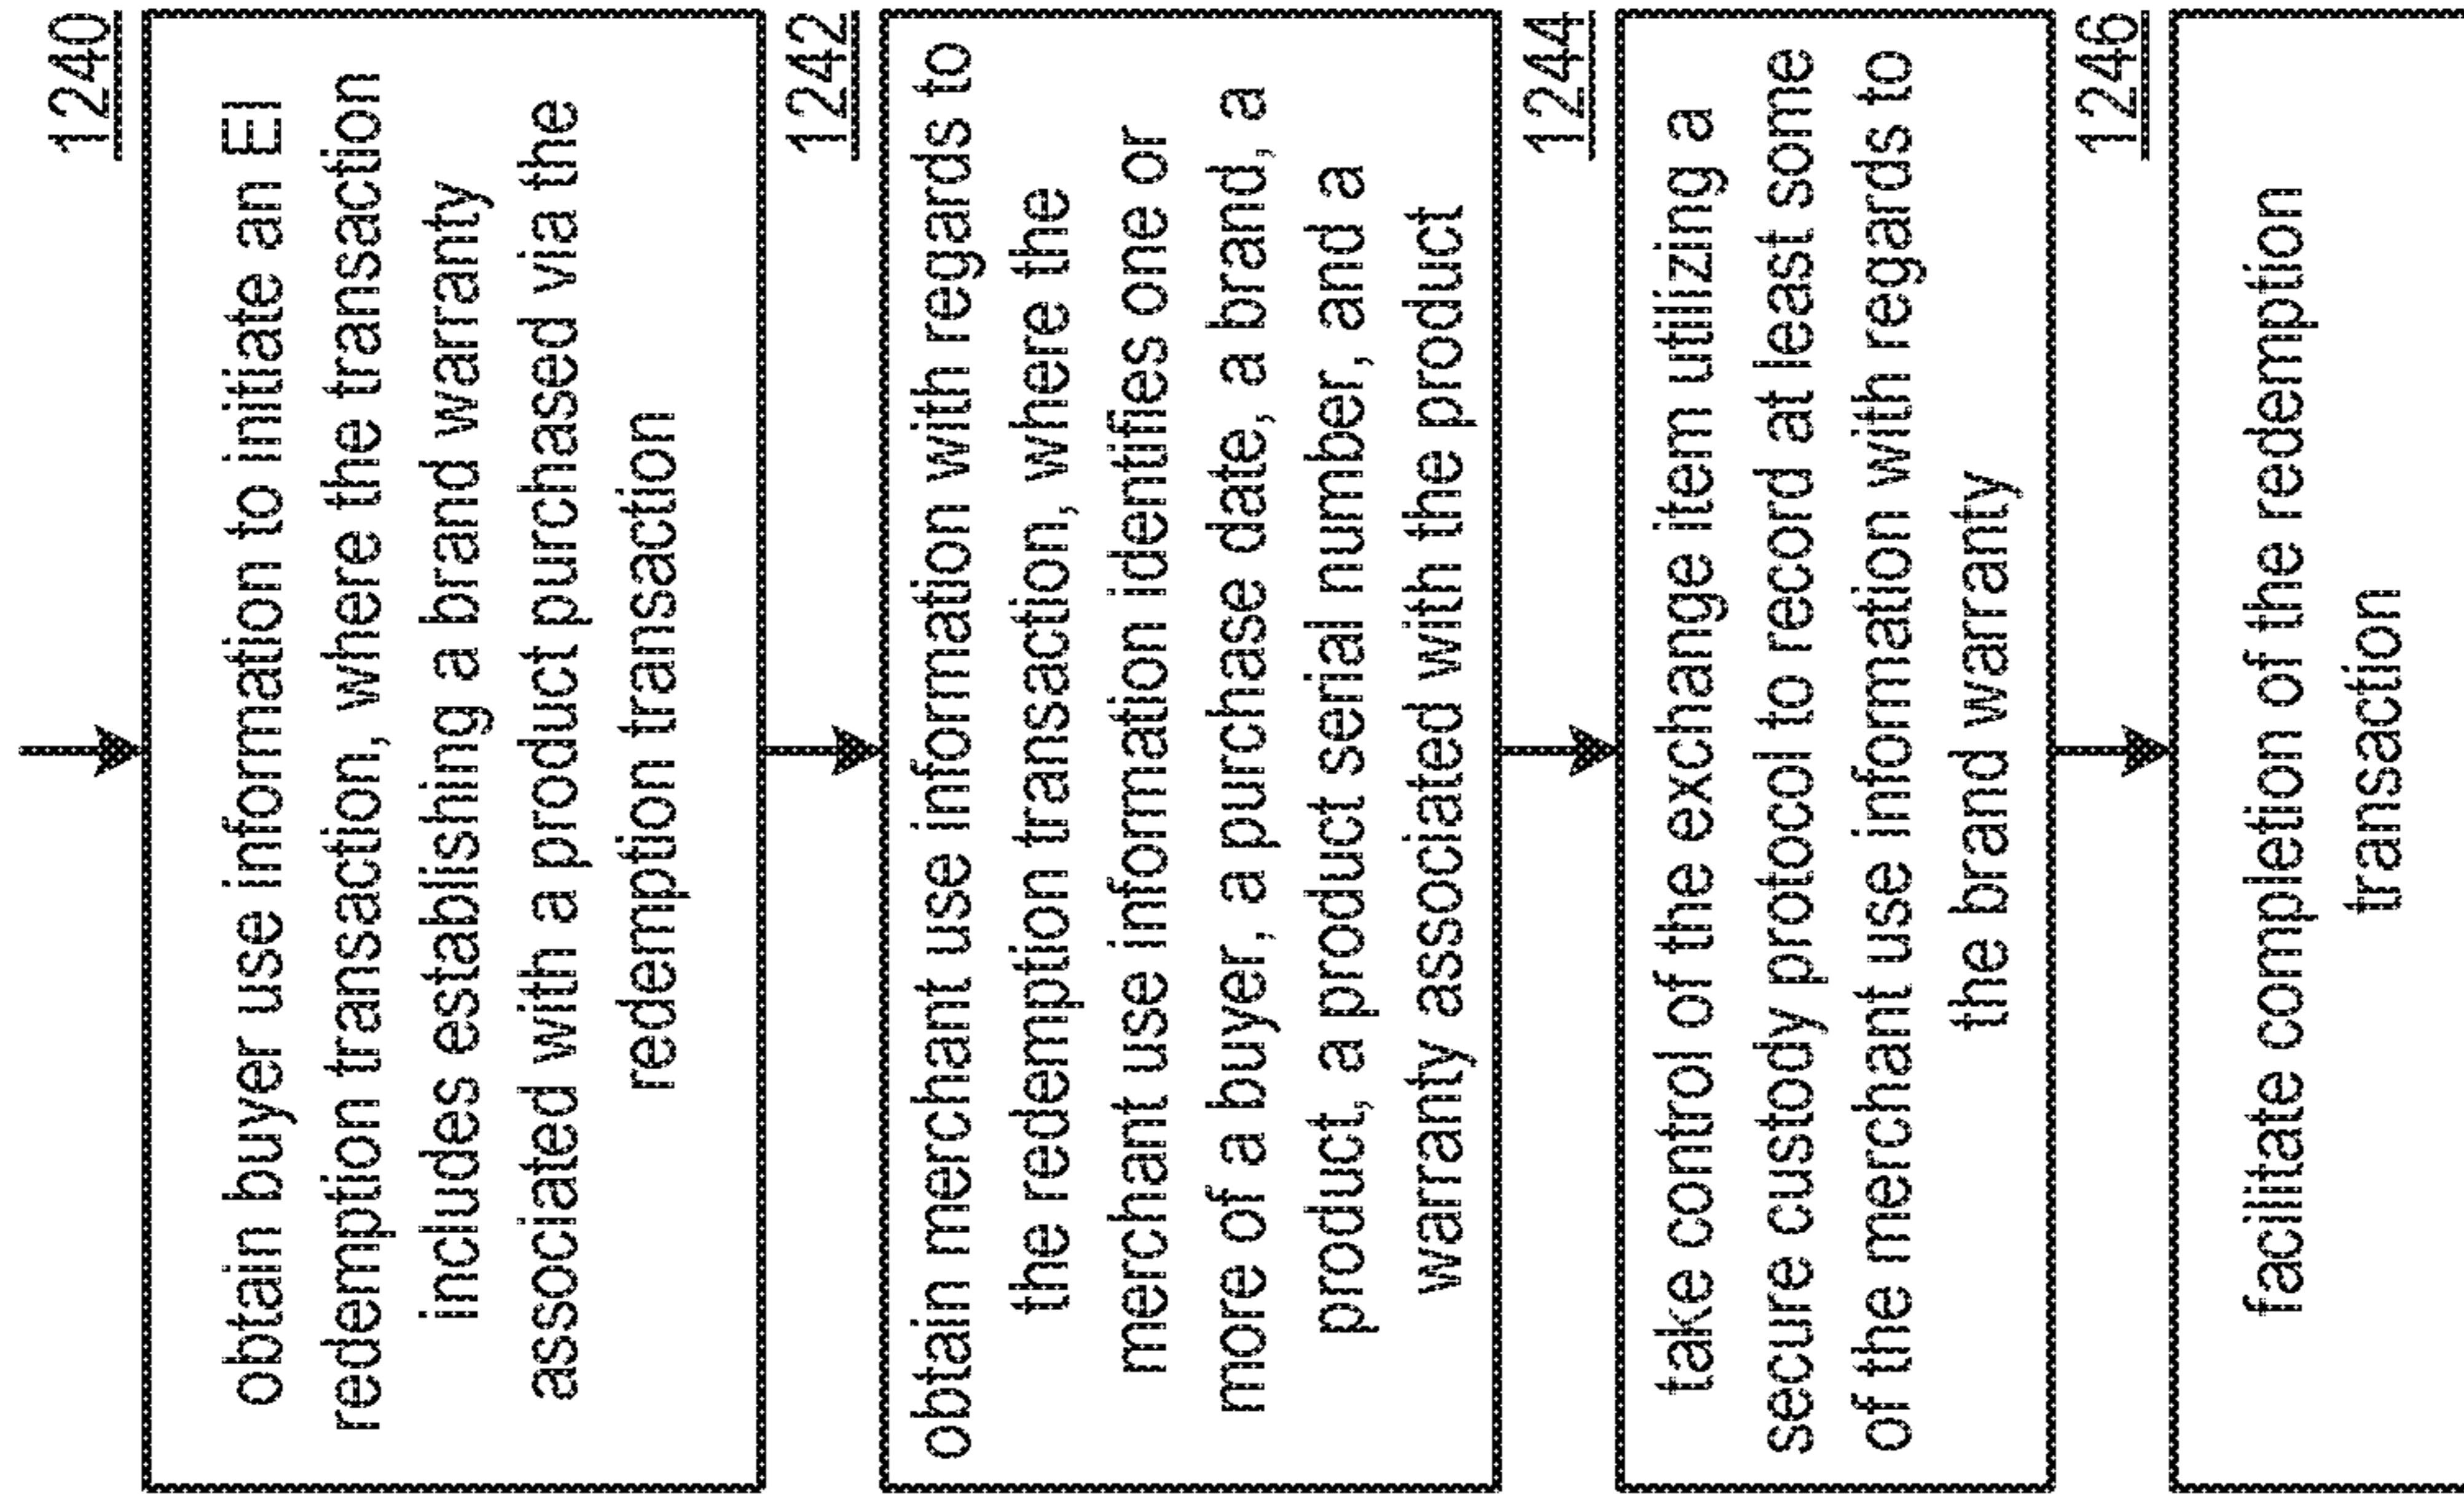 1240
obtain buyer use information to initiate an EI
redemption transaction, where the transaction
includes establishing a brand warranty
associated with a product purchased via the
redemption transaction
1242
obtain merchant use information with regards to
the redemption transaction, where the
merchant use information identifies one or
more of a buyer, a purchase date, a brand, a
product, a product serial number, and a
warranty associated with the product
1244
take control of the exchange item utilizing a
secure custody protocol to record at least some
of the merchant use information with regards to
the brand warranty
1246
facilitate completion of the redemption
transaction